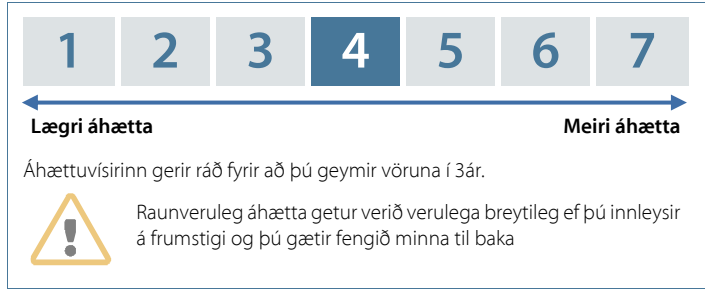 1 2 3 4 5 6 7
Lægri áhætta Meiri áhætta
Áhættuvísirinn gerir ráð fyrir að þú geymir vöruna í 3ár.
Raunveruleg áhætta getur verið verulega breytileg ef þú innleysir
á frumstigi og þú gætir fengið minna til baka